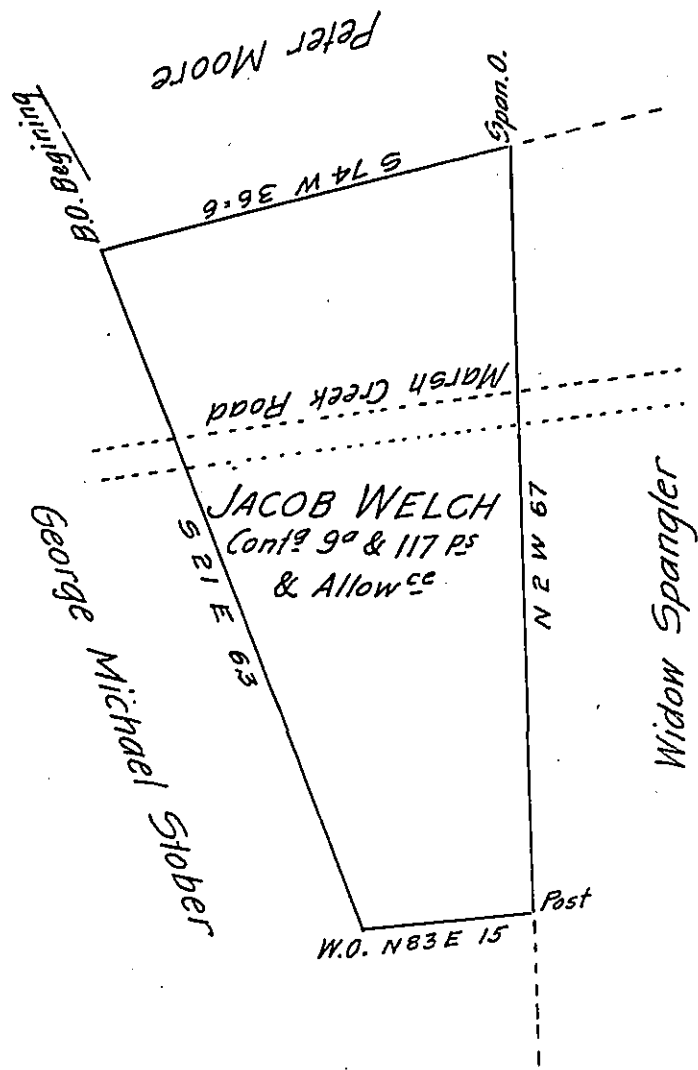 Peter Moore
B.O. Begining
Span. O.
S 74 W 36.6
Marsh Creek Road
JACOB WELCH
Contg 9a & 117 Ps
& Allowce
S 21 E 63
N 2 W 67
George Michael Stober
Widow Spangler
Post
W.O. N 83 E 15